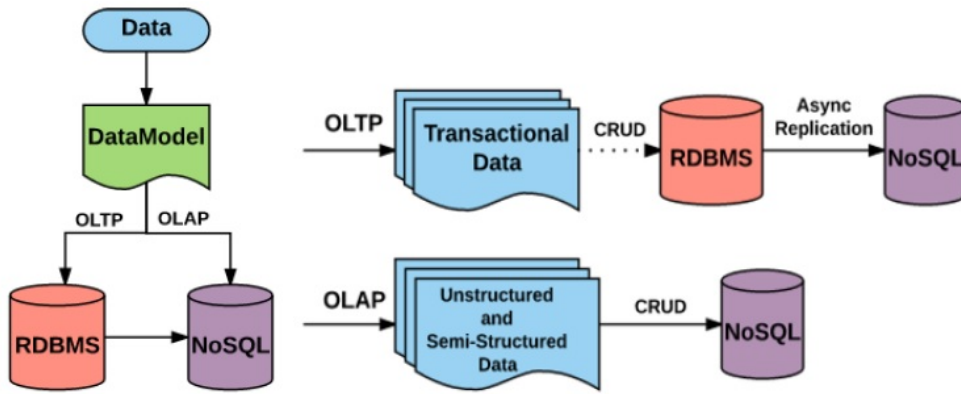 Data
DataModel
OLTP
OLAP
RDBMS
NoSQL
OLTP
Transactional
Data
CRUD
RDBMS
Async
Replication
NoSQL
OLAP
Unstructured
and
Semi-Structured
Data
CRUD
NoSQL